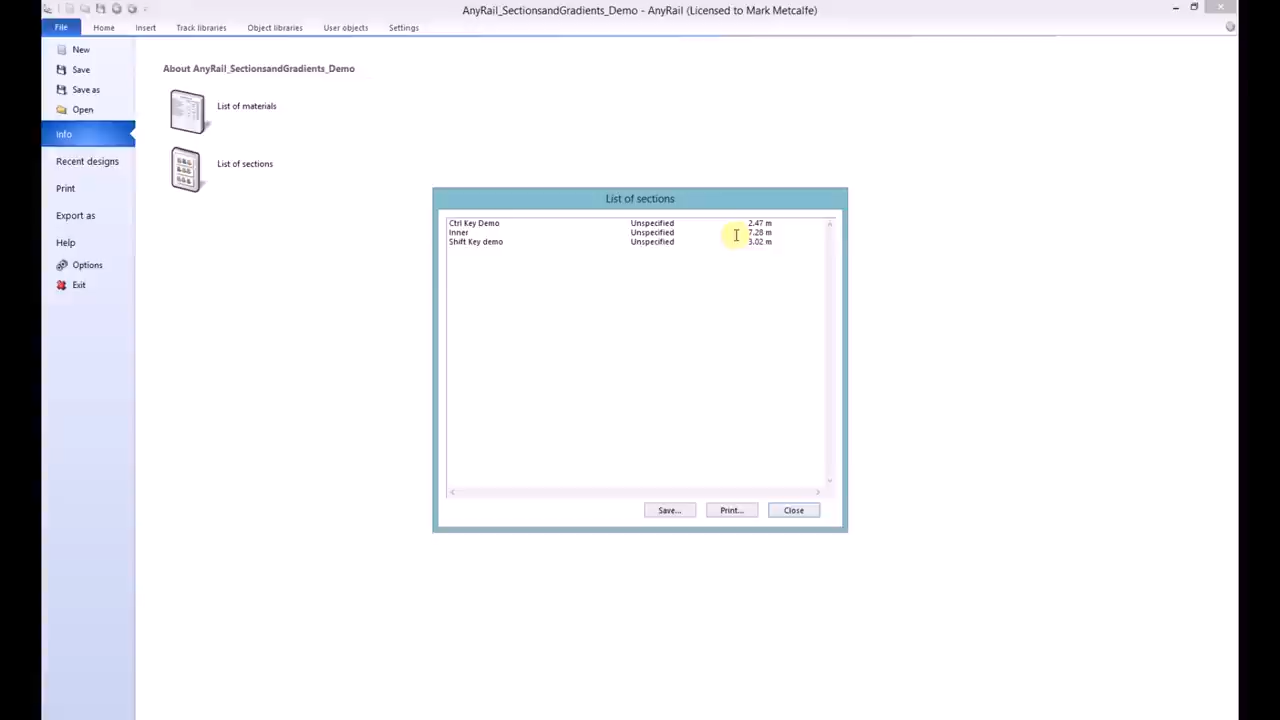 AnyRail_SectionsandGradients_Demo - AnyRail (Licensed to Mark Metcalfe)
File Home Insert Track libraries Object libraries User objects Settings
New
Save
Save as
Open
Info
Recent designs
Print
Export as
Help
Options
Exit
About AnyRail_SectionsandGradients_Demo
List of materials
List of sections
List of sections
Ctrl Key Demo Unspecified 2.47 m
Inner Unspecified 7.28 m
Shift Key demo Unspecified 3.02 m
Save... Print... Close